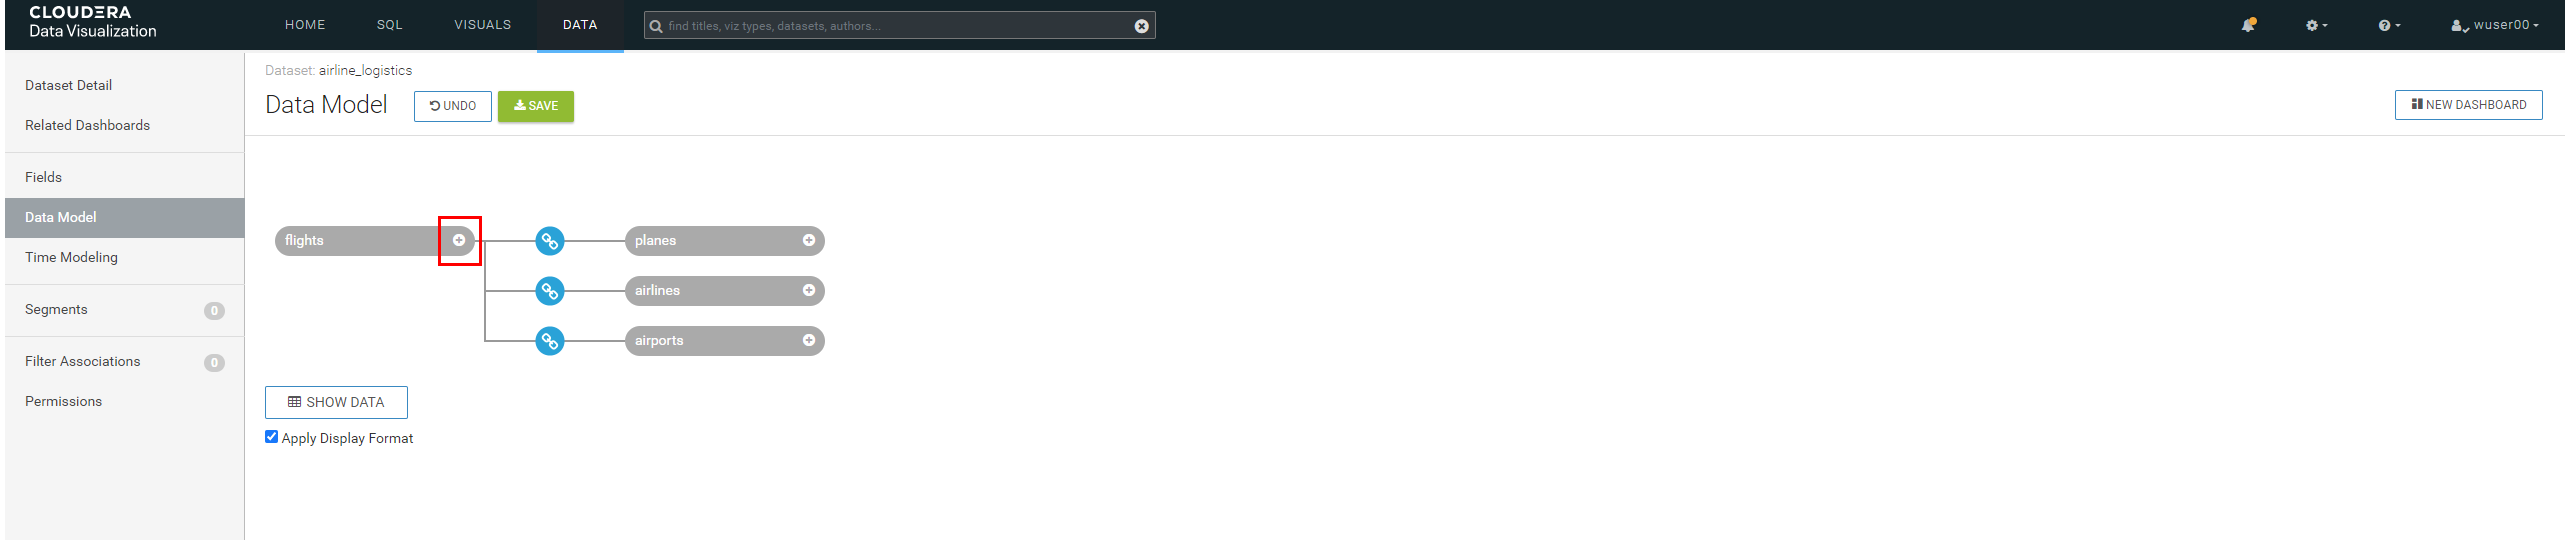 CLOUDERA
Data Visualization
HOME SQL VISUALS DATA
find titles, viz types, datasets, authors...
wuser00
Dataset Detail
Related Dashboards
Fields
Data Model
Time Modeling
Segments 0
Filter Associations 0
Permissions
Dataset: airline_logistics
Data Model UNDO SAVE NEW DASHBOARD
flights planes
airlines
airports
SHOW DATA
Apply Display Format